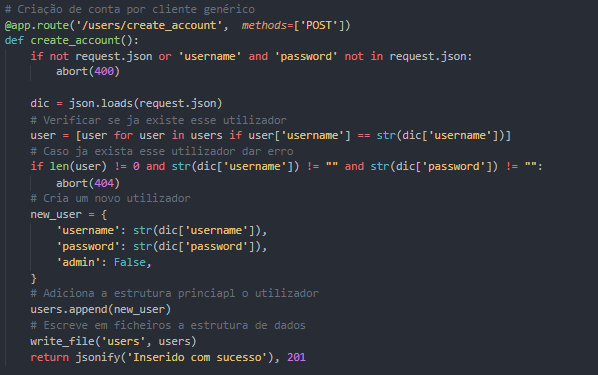 # Criação de conta por cliente genérico
@app.route('/users/create_account', methods=['POST'])
def create_account():
    if not request.json or 'username' and 'password' not in request.json:
        abort(400)

    dic = json.loads(request.json)
    # Verificar se ja existe esse utilizador
    user = [user for user in users if user['username'] == str(dic['username'])]
    # Caso ja exista esse utilizador dar erro
    if len(user) != 0 and str(dic['username']) != "" and str(dic['password']) != "":
        abort(404)
    # Cria um novo utilizador
    new_user = {
        'username': str(dic['username']),
        'password': str(dic['password']),
        'admin': False,
    }
    # Adiciona a estrutura princiapl o utilizador
    users.append(new_user)
    # Escreve em ficheiros a estrutura de dados
    write_file('users', users)
    return jsonify('Inserido com sucesso'), 201